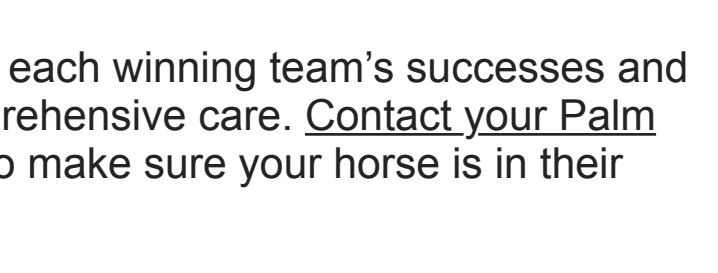 each winning team’s successes and
rehensive care. Contact your Palm
o make sure your horse is in their